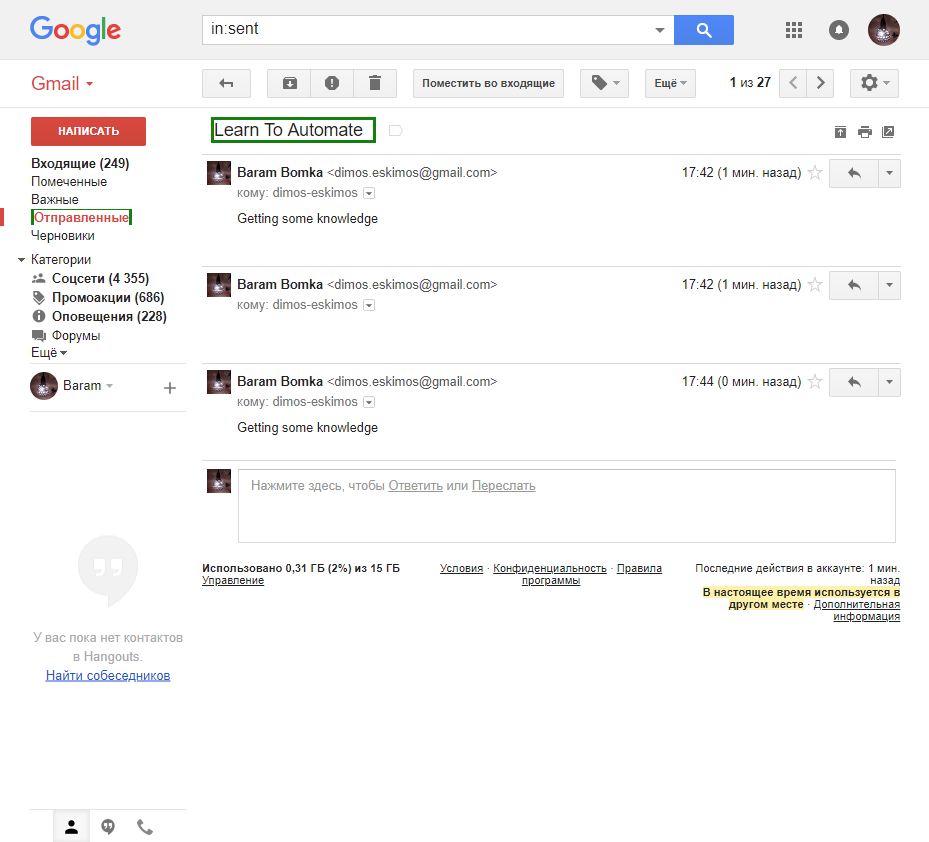 Google
in:sent
Gmail
Поместить во входящие
Ещё
1 из 27
НАПИСАТЬ
Входящие (249)
Помеченные
Важные
Отправленные
Черновики
Категории
Соцсети (4 355)
Промоакции (686)
Оповещения (228)
Форумы
Ещё
Baram
У вас пока нет контактов
в Hangouts.
Найти собеседников
Learn To Automate
Baram Bomka <dimos.eskimos@gmail.com> 17:42 (1 мин. назад)
кому: dimos-eskimos
Getting some knowledge
Baram Bomka <dimos.eskimos@gmail.com> 17:42 (1 мин. назад)
кому: dimos-eskimos
Baram Bomka <dimos.eskimos@gmail.com> 17:44 (0 мин. назад)
кому: dimos-eskimos
Getting some knowledge
Нажмите здесь, чтобы Ответить или Переслать
Использовано 0,31 ГБ (2%) из 15 ГБ
Управление
Условия · Конфиденциальность · Правила
программы
Последние действия в аккаунте: 1 мин.
назад
В настоящее время используется в
другом месте · Дополнительная
информация